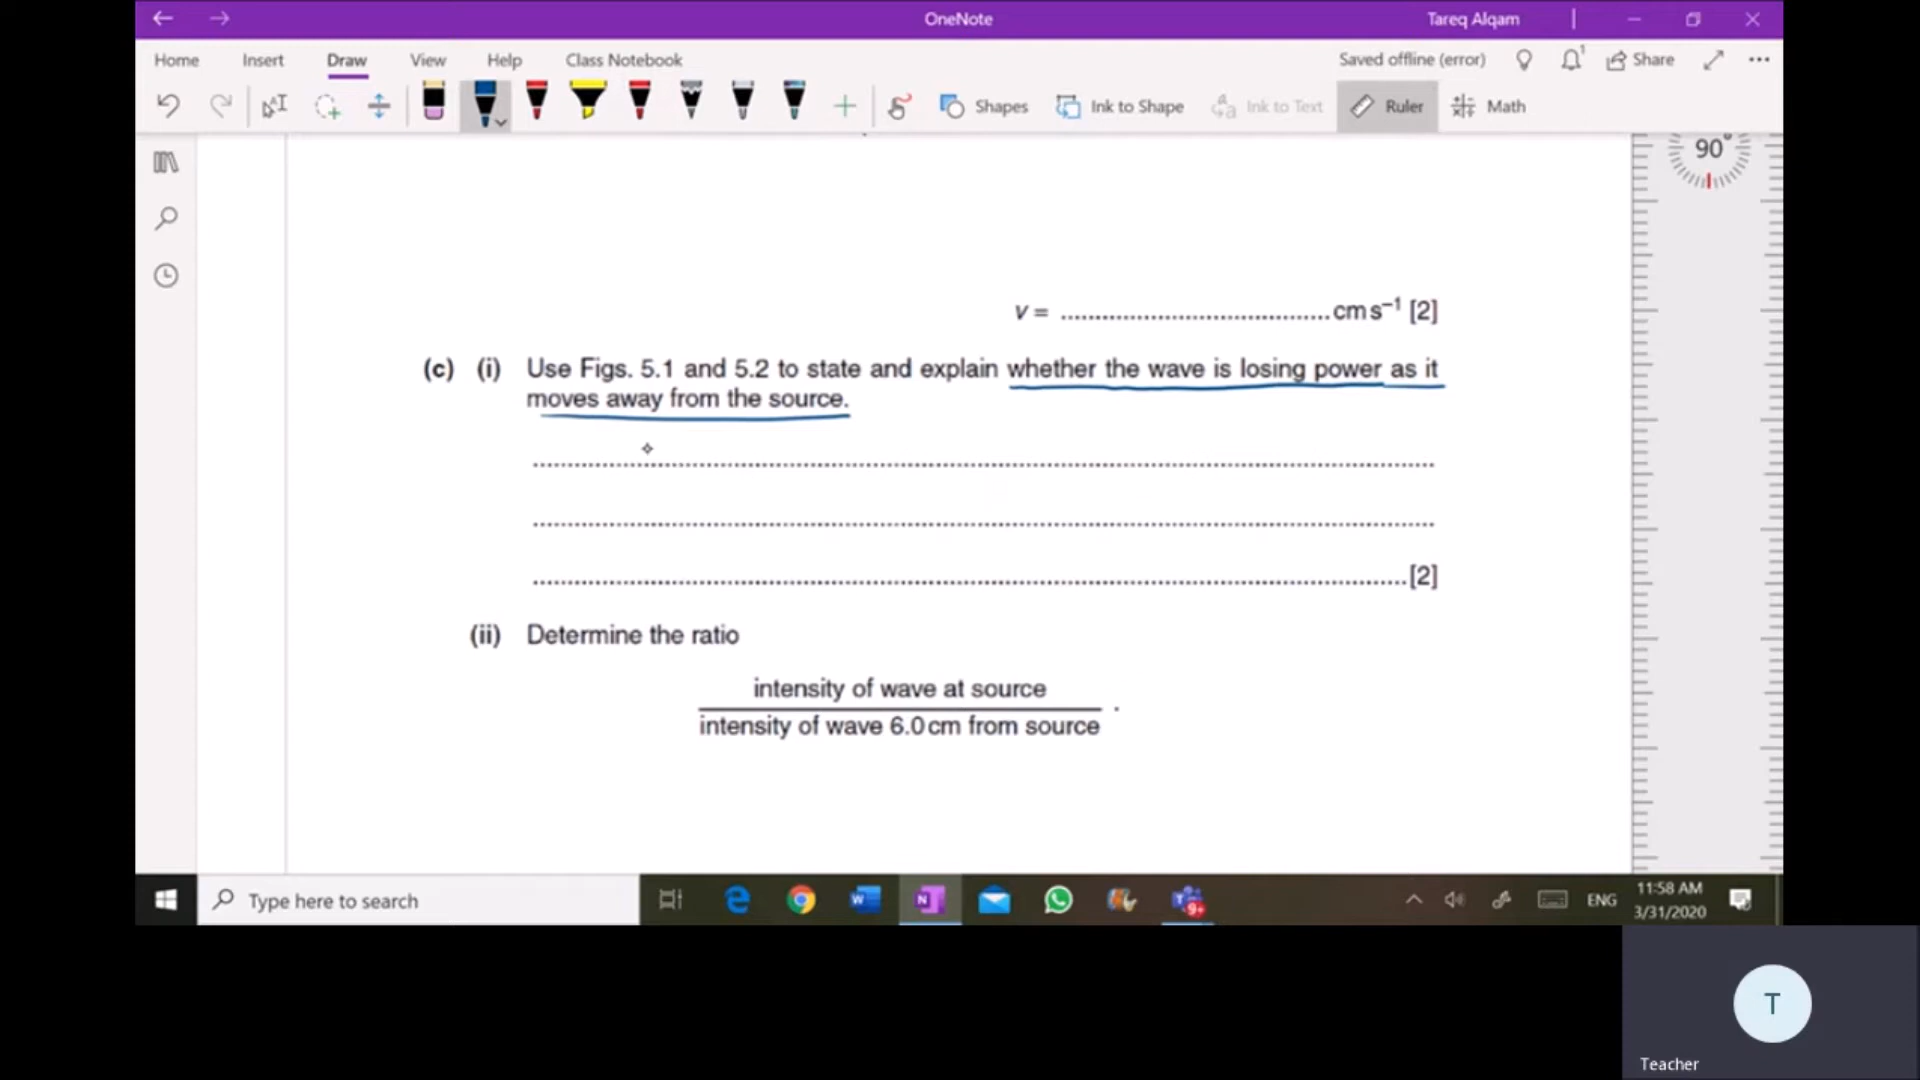 OneNote
Tareq Alqam
Home Insert Draw View Help Class Notebook
Saved offline (error) 1 Share
Shapes Ink to Shape Ink to Text Ruler Math
90°
v = ........................................ cm s⁻¹ [2]
(c) (i) Use Figs. 5.1 and 5.2 to state and explain whether the wave is losing power as it
moves away from the source.
..........................................................................................
..........................................................................................
.......................................................................................[2]
(ii) Determine the ratio
intensity of wave at source
intensity of wave 6.0 cm from source .
Type here to search
9+
ENG
11:58 AM
3/31/2020
T
Teacher